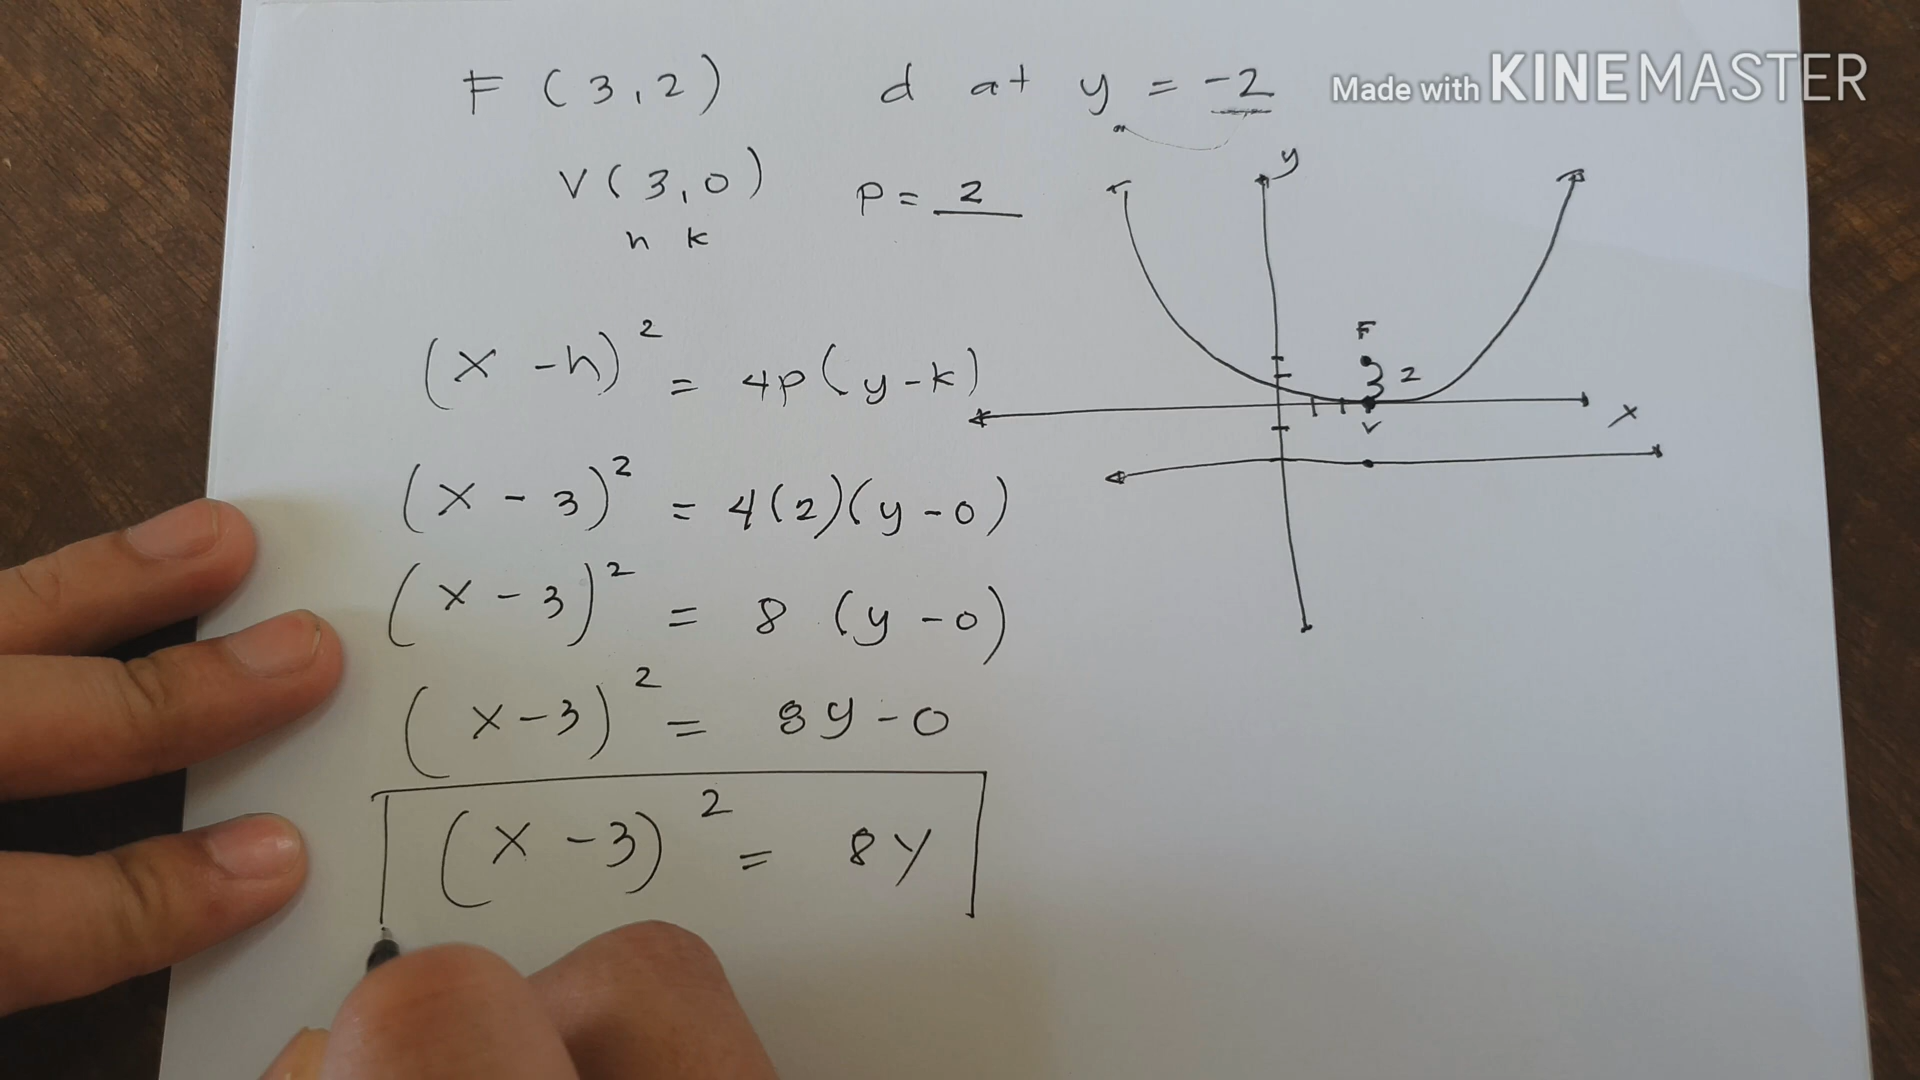 F (3,2) d at y = -2
Made with KINEMASTER
V(3,0) p = 2
h k
(x-h)² = 4p(y-k)
(x-3)² = 4(2)(y-0)
(x-3)² = 8 (y-0)
(x-3)² = 8y-0
(x-3)² = 8y
y
F
2
V
x